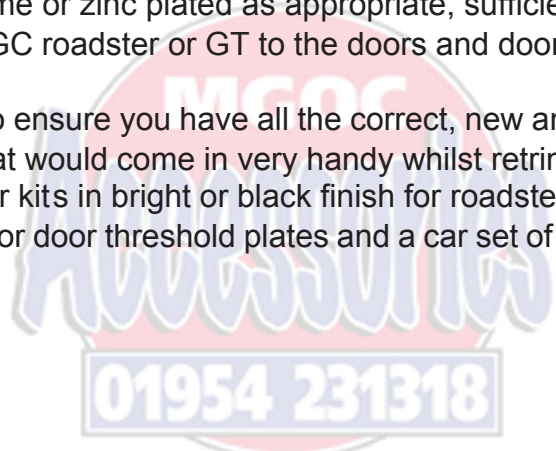 me or zinc plated as appropriate, sufficie
GC roadster or GT to the doors and door
MGOC
o ensure you have all the correct, new an
at would come in very handy whilst retrin
r kits in bright or black finish for roadste
or door threshold plates and a car set of
Accessories
01954 231318